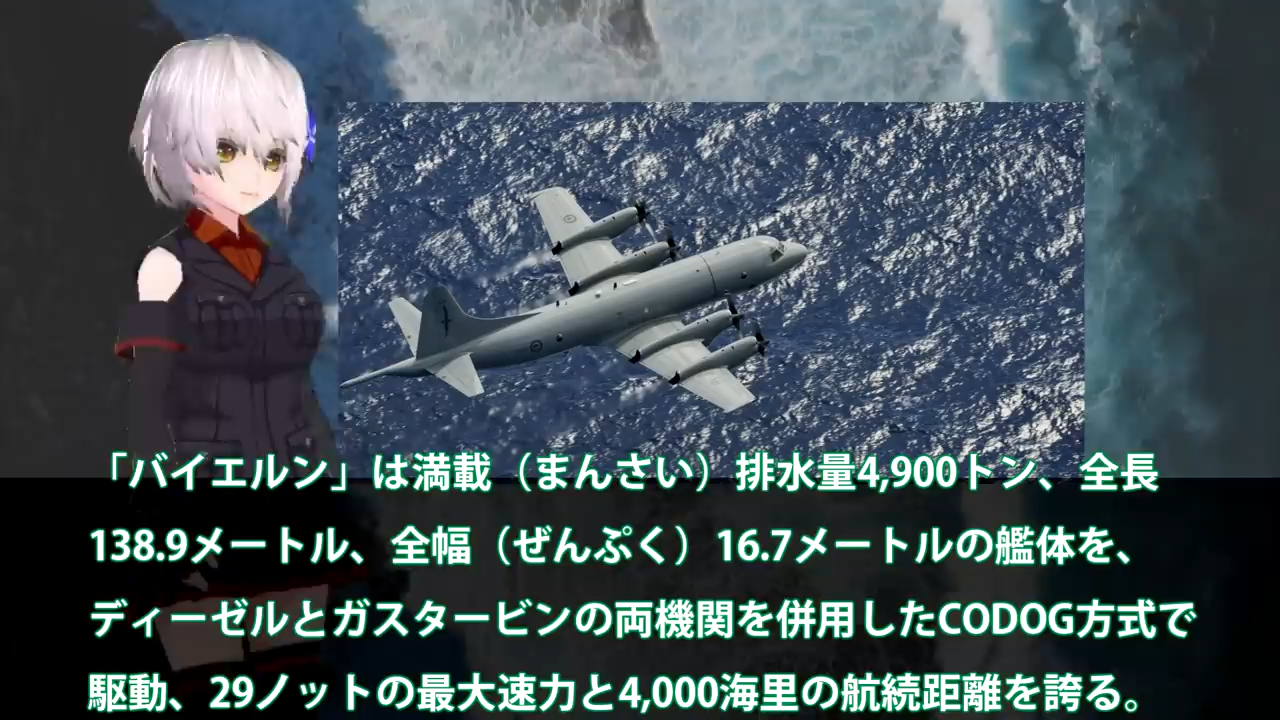 「バイエルン」は満載（まんさい）排水量4,900トン、全長
138.9メートル、全幅（ぜんぷく）16.7メートルの艦体を、
ディーゼルとガスタービンの両機関を併用したCODOG方式で
駆動、29ノットの最大速力と4,000海里の航続距離を誇る。